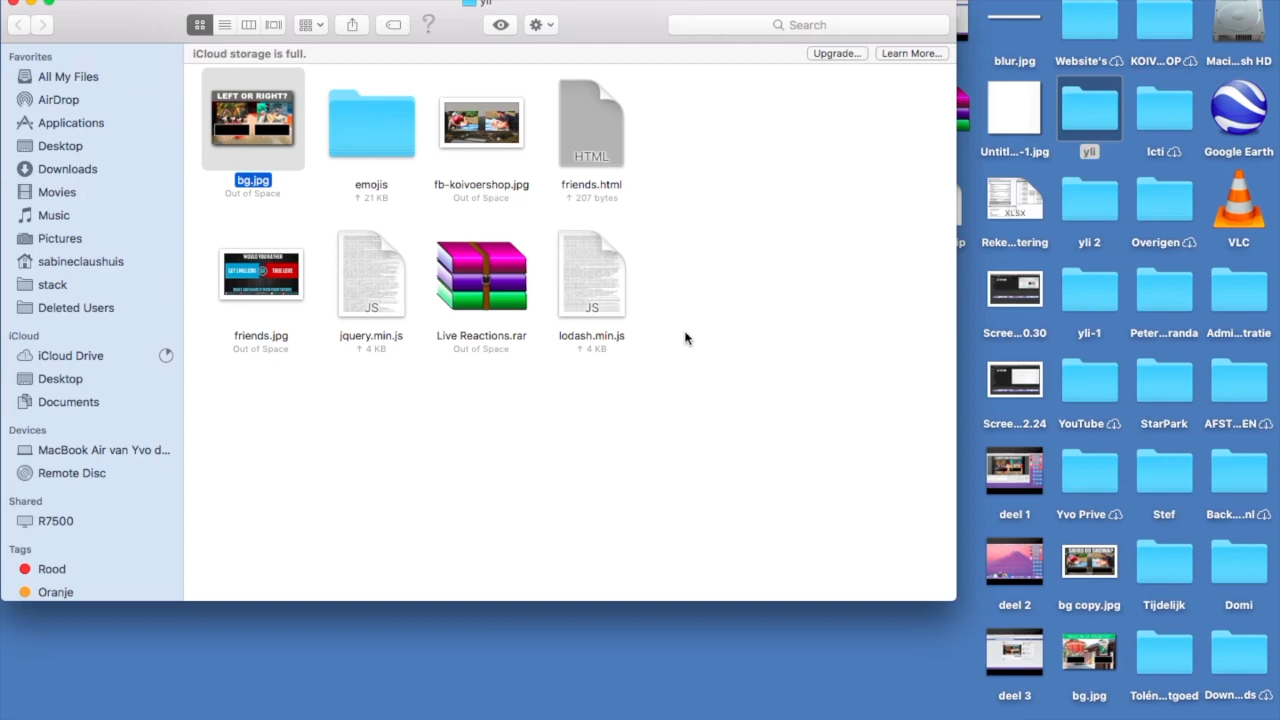 yli
Search
iCloud storage is full.
Upgrade...
Learn More...
Favorites
All My Files
AirDrop
Applications
Desktop
Downloads
Movies
Music
Pictures
sabineclaushuis
stack
Deleted Users
iCloud
iCloud Drive
Desktop
Documents
Devices
MacBook Air van Yvo d...
Remote Disc
Shared
R7500
Tags
Rood
Oranje
LEFT OR RIGHT?
bg.jpg
Out of Space
emojis
↑ 21 KB
fb-koivoershop.jpg
Out of Space
HTML
friends.html
↑ 207 bytes
WOULD YOU RATHER
GET 1 MILLION $
TRUE LOVE
friends.jpg
Out of Space
JS
jquery.min.js
↑ 4 KB
Live Reactions.rar
Out of Space
JS
lodash.min.js
↑ 4 KB
blur.jpg
Website's
KOIV...OP
Maci...sh HD
Untitl...-1.jpg
yli
Icti
Google Earth
XLSX
ip
Reke...tering
yli 2
Overigen
VLC
Scree...0.30
yli-1
Peter...randa
Admi...tratie
Scree...2.24
YouTube
StarPark
AFST...EN
deel 1
Yvo Prive
Stef
Back....nl
deel 2
bg copy.jpg
Tijdelijk
Domi
deel 3
bg.jpg
Tolén...tgoed
Down...ds